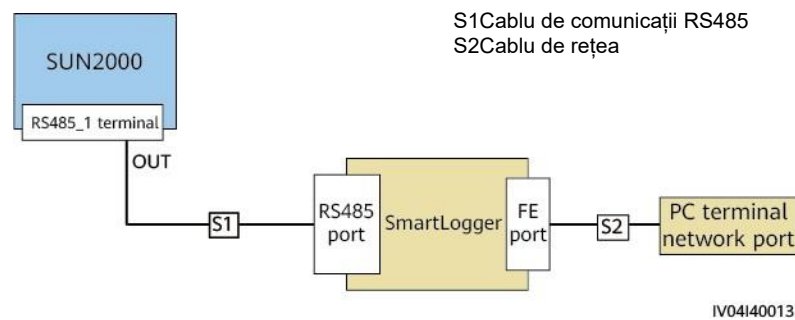 S1Cablu de comunicații RS485
S2Cablu de rețea
SUN2000
RS485_1 terminal
OUT
S1
RS485
port
SmartLogger
FE
port
S2
PC terminal
network port
IV04I40013